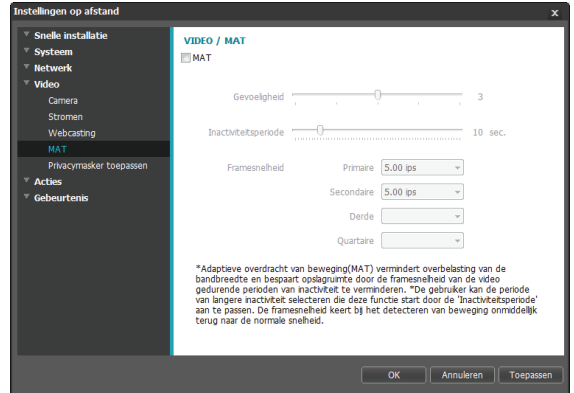 Instellingen op afstand x
Snelle installatie
Systeem
Netwerk
Video
Camera
Stromen
Webcasting
MAT
Privacymasker toepassen
Acties
Gebeurtenis
VIDEO / MAT
MAT
Gevoeligheid 3
Inactiviteitsperiode 10 sec.
Framesnelheid Primaire 5.00 ips
Secondaire 5.00 ips
Derde
Quartaire
*Adaptieve overdracht van beweging(MAT) vermindert overbelasting van de
bandbreedte en bespaart opslagruimte door de framesnelheid van de video
gedurende perioden van inactiviteit te verminderen. *De gebruiker kan de periode
van langere inactiviteit selecteren die deze functie start door de 'Inactiviteitsperiode'
aan te passen. De framesnelheid keert bij het detecteren van beweging onmiddellijk
terug naar de normale snelheid.
OK Annuleren Toepassen